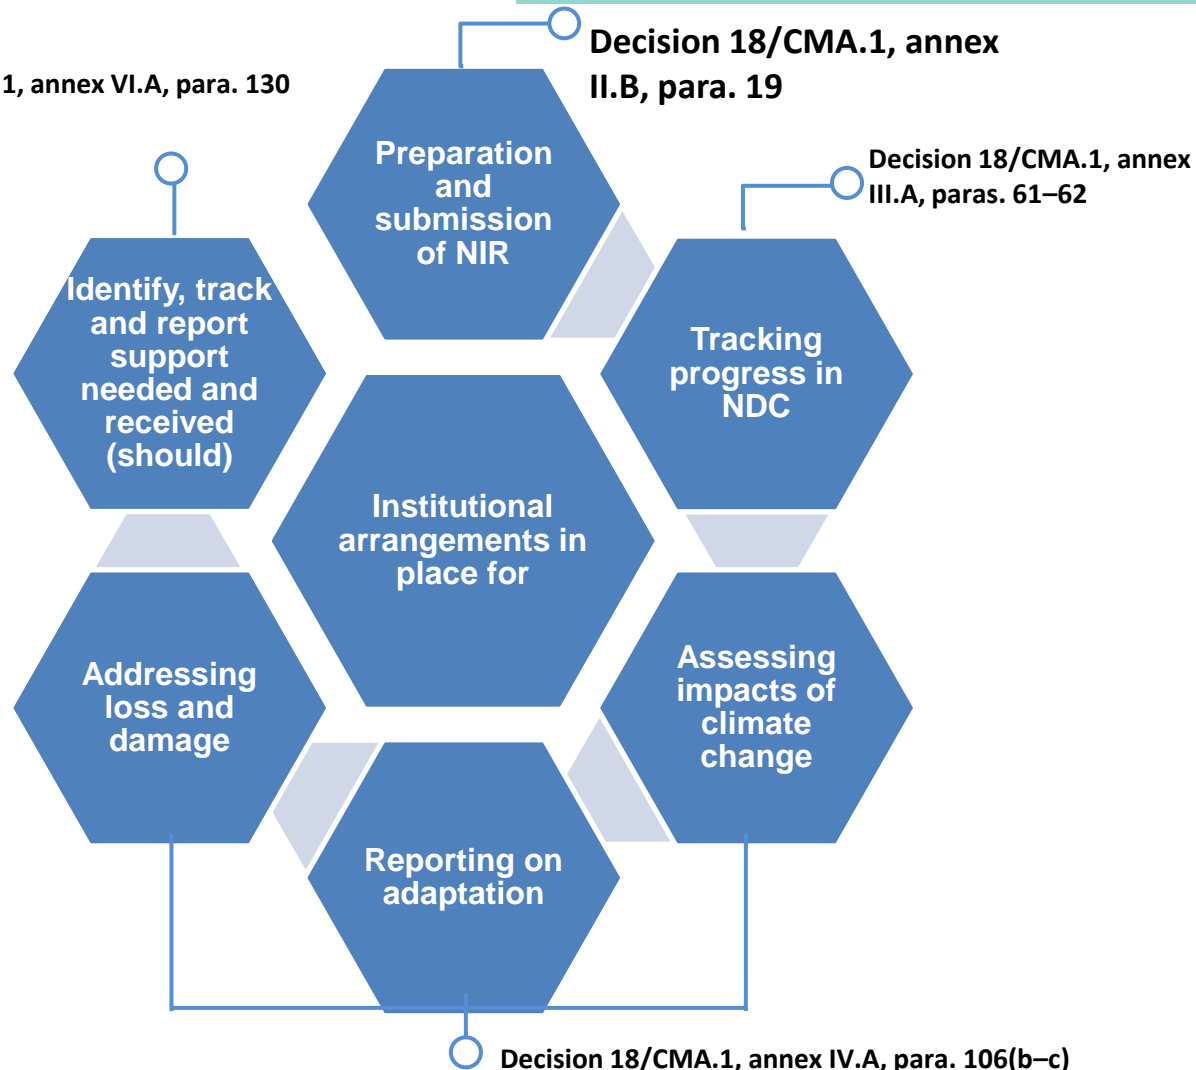 Decision 18/CMA.1, annex
II.B, para. 19
1, annex VI.A, para. 130
Decision 18/CMA.1, annex
III.A, paras. 61–62
Preparation
and
submission
of NIR
Identify, track
and report
support
needed and
received
(should)
Tracking
progress in
NDC
Institutional
arrangements in
place for
Addressing
loss and
damage
Assessing
impacts of
climate
change
Reporting on
adaptation
Decision 18/CMA.1, annex IV.A, para. 106(b–c)